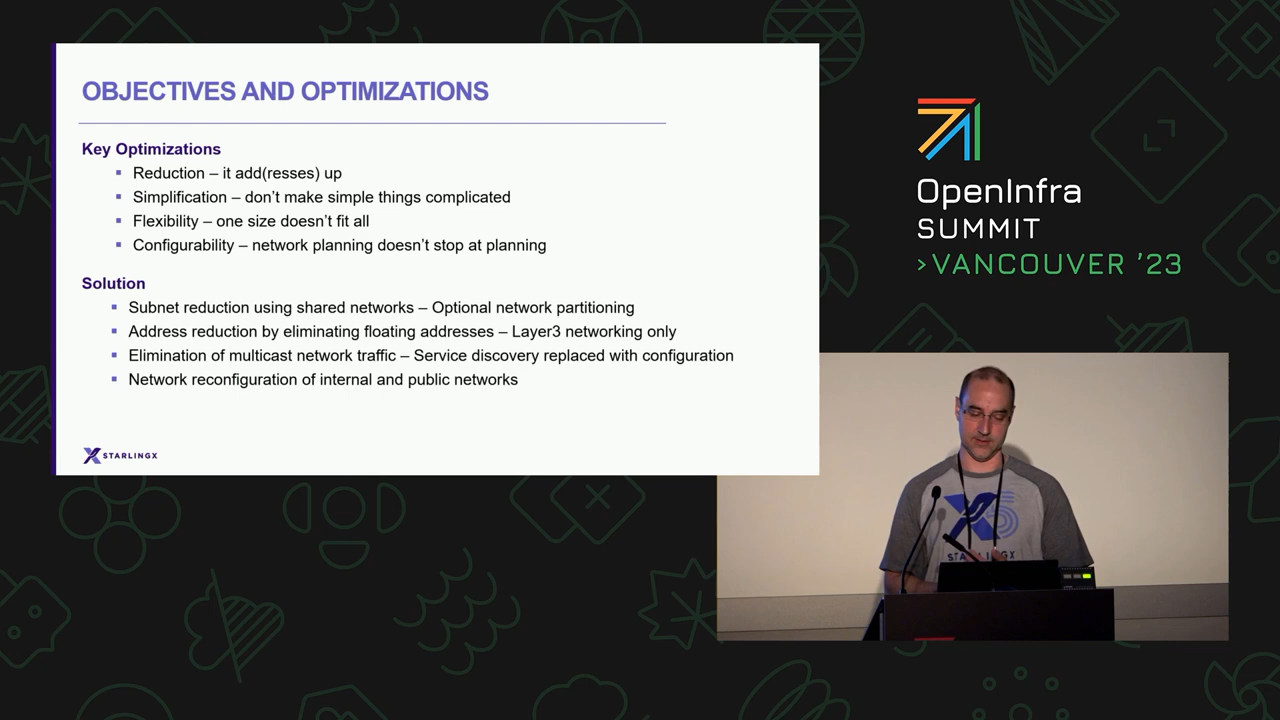 OBJECTIVES AND OPTIMIZATIONS
Key Optimizations
Reduction – it add(resses) up
Simplification – don’t make simple things complicated
Flexibility – one size doesn’t fit all
Configurability – network planning doesn’t stop at planning
Solution
Subnet reduction using shared networks – Optional network partitioning
Address reduction by eliminating floating addresses – Layer3 networking only
Elimination of multicast network traffic – Service discovery replaced with configuration
Network reconfiguration of internal and public networks
STARLINGX
OpenInfra
SUMMIT
>VANCOUVER ’23
STARLINGX